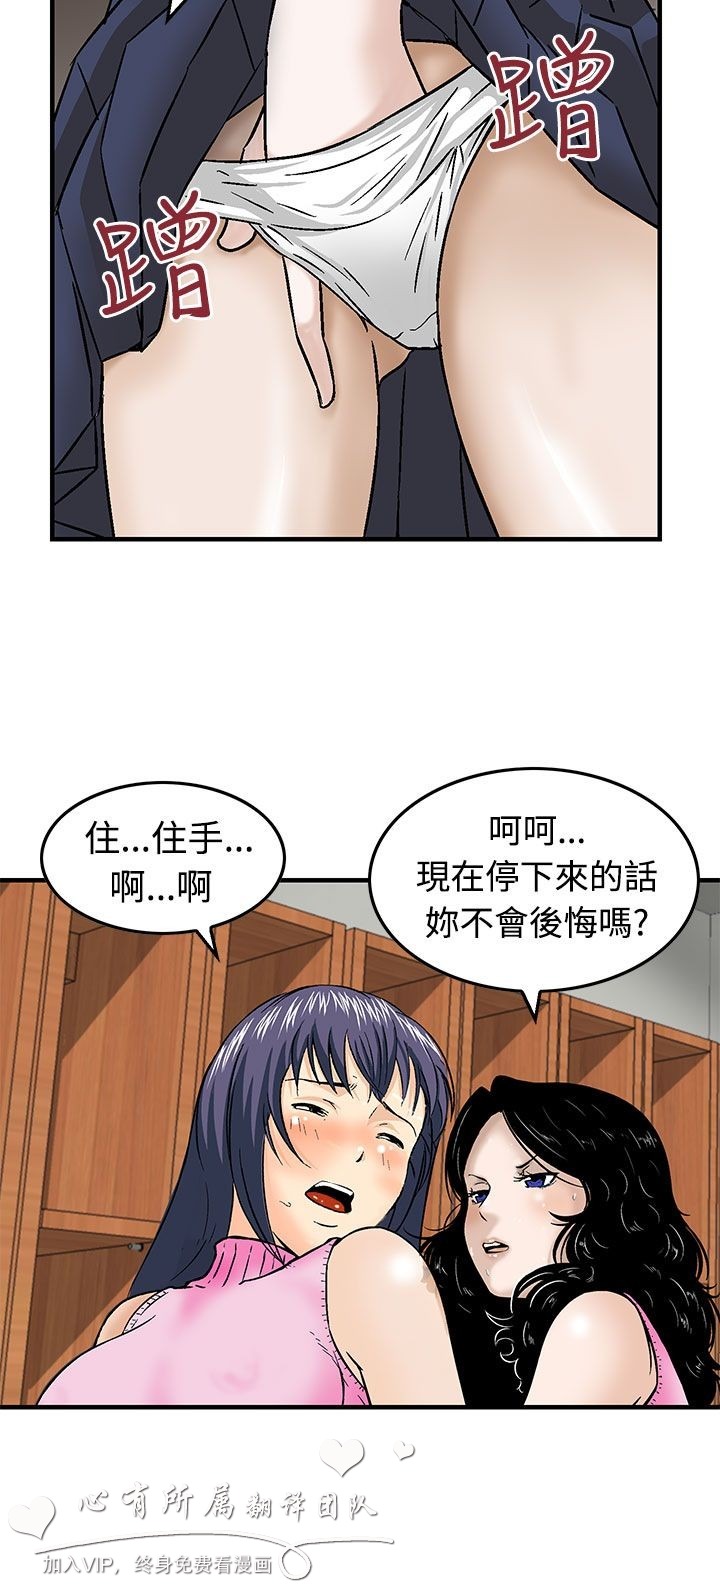 蹭
蹭
住...住手...
啊...啊
呵呵...
現在停下來的話
妳不會後悔嗎?
心有所属翻译团队
加入VIP，终身免费看漫画